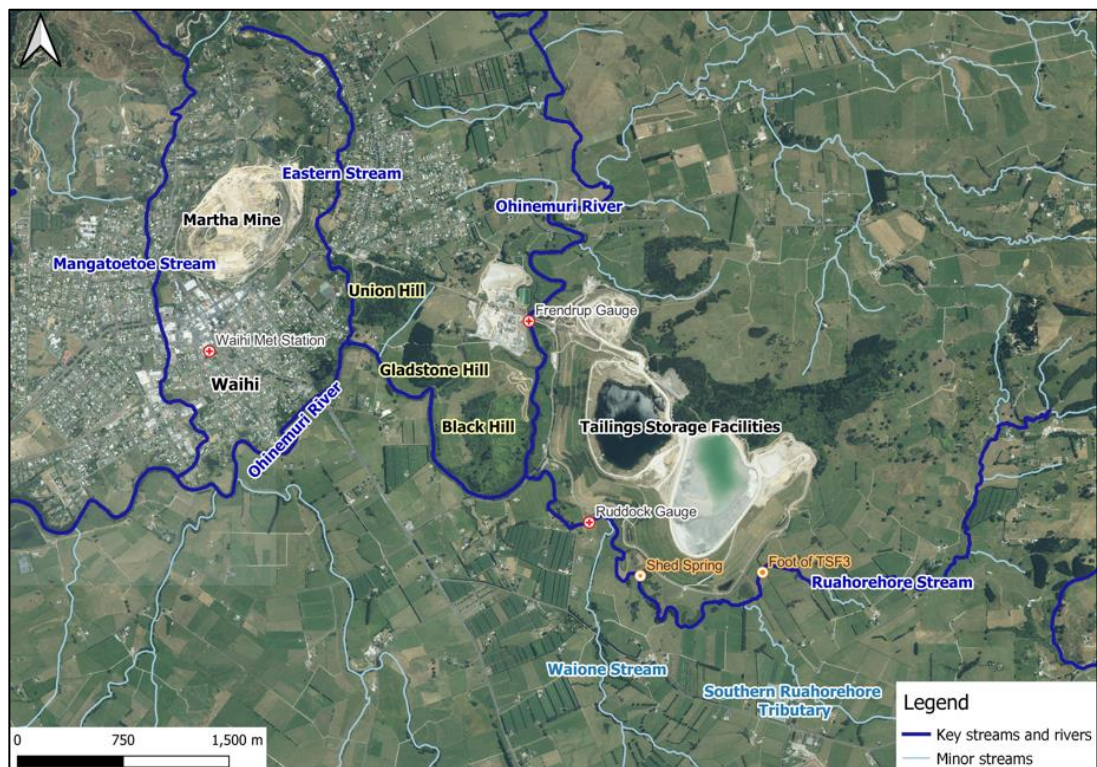 Eastern Stream
Martha Mine
Ohinemuri River
Mangatoetoe Stream
Union Hill
Frendrup Gauge
Waihi Met Station
Gladstone Hill
Waihi
Ohinemuri River
Black Hill
Tailings Storage Facilities
Ruddock Gauge
Shed Spring
Foot of TSF3
Ruahorehore Stream
Waione Stream
Southern Ruahorehore
Tributary
Legend
Key streams and rivers
Minor streams
0 750 1,500 m